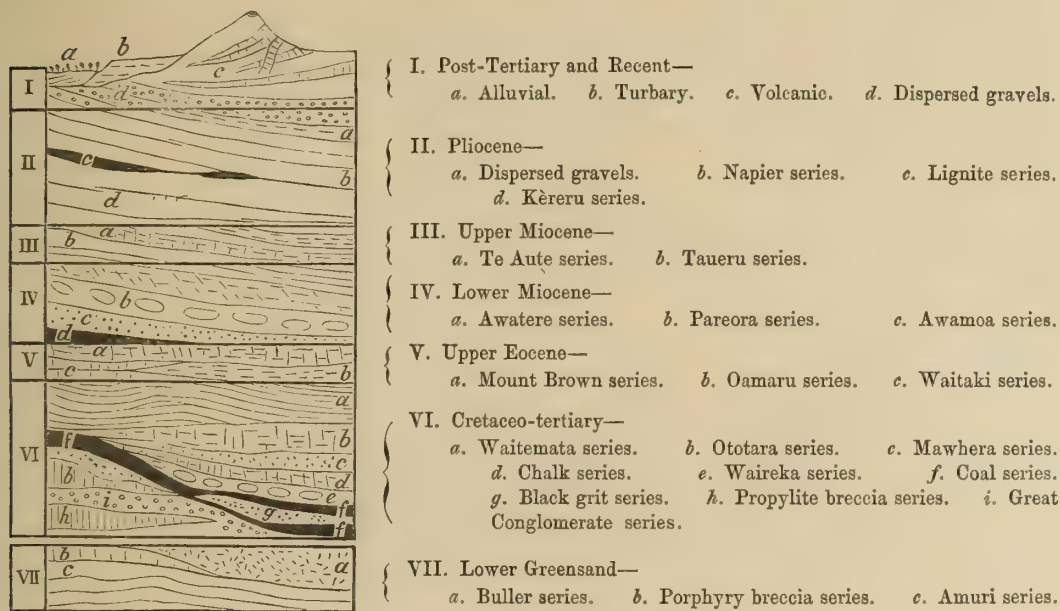 a
b
c
I
d
a
II
c
b
d
III
a
b
IV
b
c
d
V
a
c
b
VI
a
f
b
c
b
d
i
e
f
g
h
f
VII
b
c
a
I. Post-Tertiary and Recent—
a. Alluvial. b. Turbary. c. Volcanic. d. Dispersed gravels.
II. Pliocene—
a. Dispersed gravels. b. Napier series. c. Lignite series.
d. Kèreru series.
III. Upper Miocene—
a. Te Aute series. b. Taueru series.
IV. Lower Miocene—
a. Awatere series. b. Pareora series. c. Awamoa series.
V. Upper Eocene—
a. Mount Brown series. b. Oamaru series. c. Waitaki series.
VI. Cretaceo-tertiary—
a. Waitemata series. b. Ototara series. c. Mawhera series.
d. Chalk series. e. Waireka series. f. Coal series.
g. Black grit series. h. Propylite breccia series. i. Great
Conglomerate series.
VII. Lower Greensand—
a. Buller series. b. Porphyry breccia series. c. Amuri series.